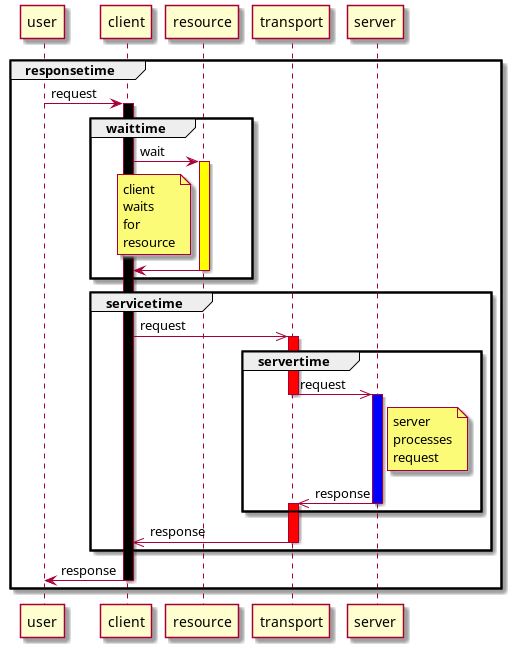 user client resource transport server
responsetime
request
waittime
wait
client
waits
for
resource
servicetime
request
servertime
request
server
processes
request
response
response
response
user client resource transport server